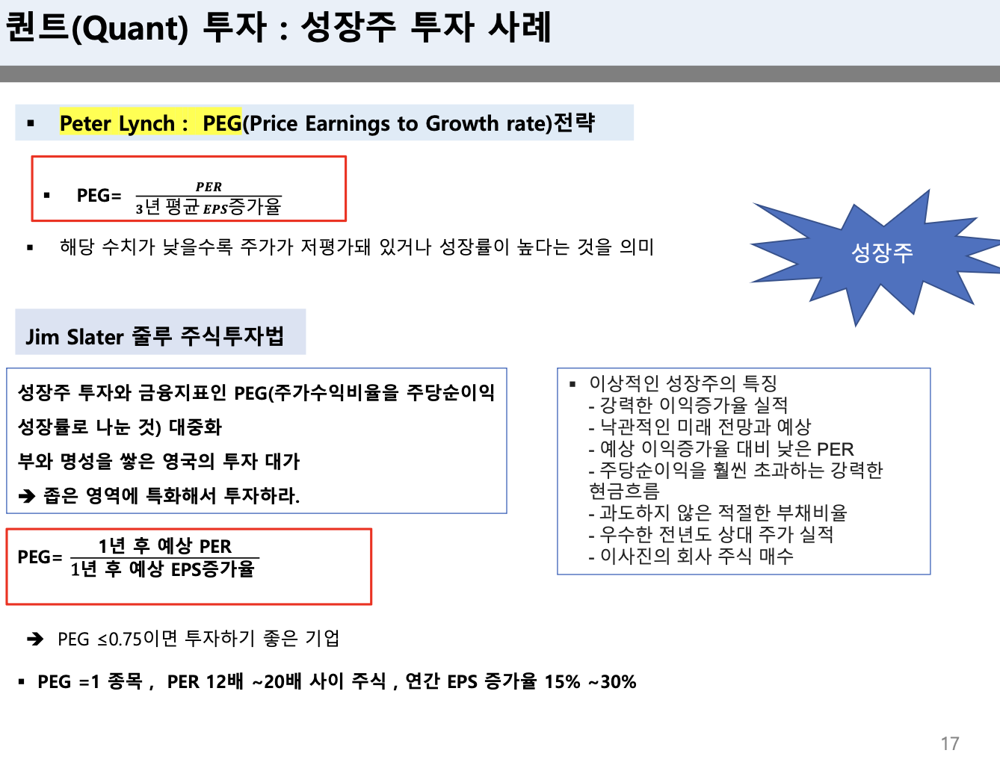 퀀트(Quant) 투자 : 성장주 투자 사례
▪ Peter Lynch : PEG(Price Earnings to Growth rate)전략
▪ PEG= PER
3년 평균 EPS증가율
▪ 해당 수치가 낮을수록 주가가 저평가돼 있거나 성장률이 높다는 것을 의미
성장주
Jim Slater 줄루 주식투자법
성장주 투자와 금융지표인 PEG(주가수익비율을 주당순이익
성장률로 나눈 것) 대중화
부와 명성을 쌓은 영국의 투자 대가
➔ 좁은 영역에 특화해서 투자하라.
▪ 이상적인 성장주의 특징
- 강력한 이익증가율 실적
- 낙관적인 미래 전망과 예상
- 예상 이익증가율 대비 낮은 PER
- 주당순이익을 훨씬 초과하는 강력한
현금흐름
- 과도하지 않은 적절한 부채비율
- 우수한 전년도 상대 주가 실적
- 이사진의 회사 주식 매수
PEG= 1년 후 예상 PER
1년 후 예상 EPS증가율
➔ PEG ≤0.75이면 투자하기 좋은 기업
▪ PEG =1 종목 , PER 12배 ~20배 사이 주식 , 연간 EPS 증가율 15% ~30%
17